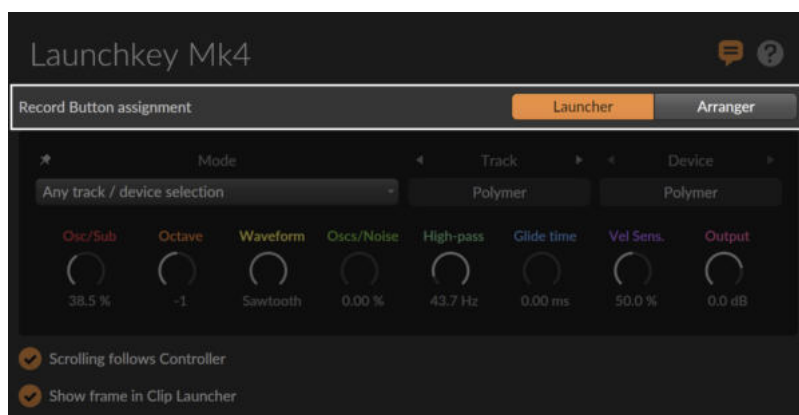 Launchkey Mk4
Record Button assignment Launcher Arranger
Mode Track Device
Any track / device selection Polymer Polymer
Osc/Sub Octave Waveform Oscs/Noise High-pass Glide time Vel Sens. Output
38.5 % -1 Sawtooth 0.00 % 43.7 Hz 0.00 ms 50.0 % 0.0 dB
Scrolling follows Controller
Show frame in Clip Launcher